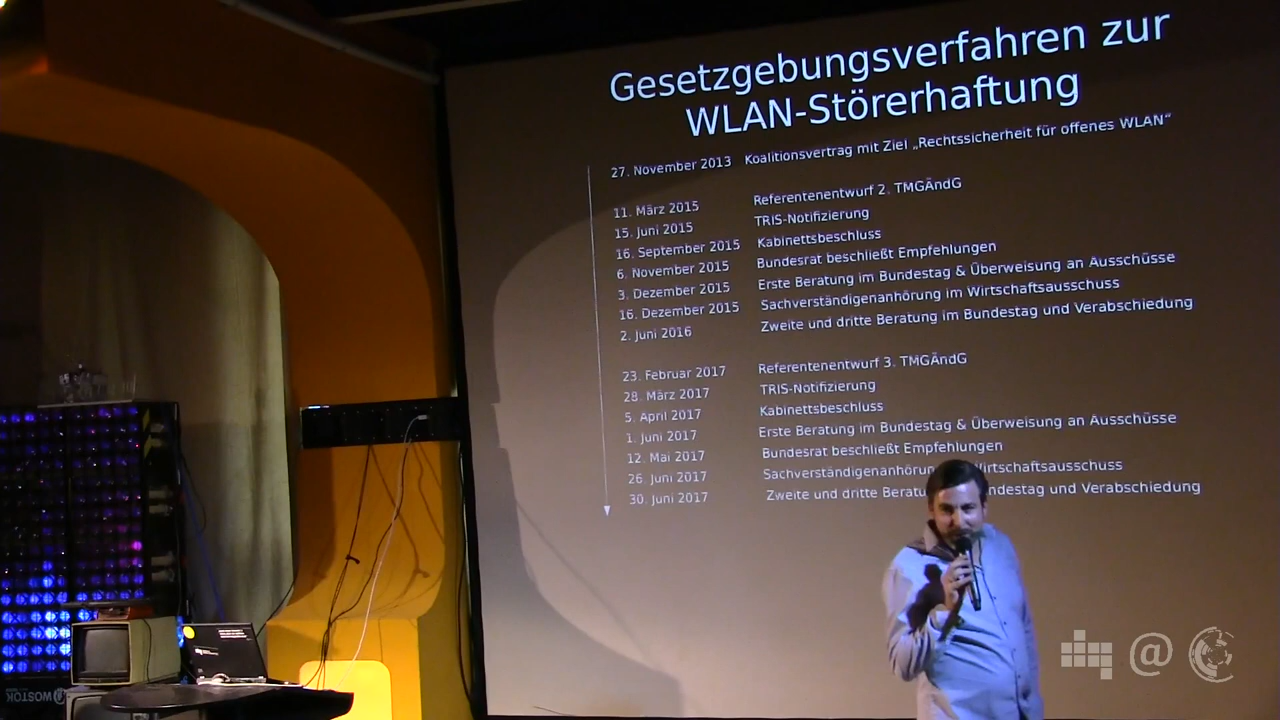 Gesetzgebungsverfahren zur
WLAN-Störerhaftung
27. November 2013 Koalitionsvertrag mit Ziel „Rechtssicherheit für offenes WLAN“
11. März 2015 Referentenentwurf 2. TMGÄndG
15. Juni 2015 TRIS-Notifizierung
16. September 2015 Kabinettsbeschluss
6. November 2015 Bundesrat beschließt Empfehlungen
3. Dezember 2015 Erste Beratung im Bundestag & Überweisung an Ausschüsse
16. Dezember 2015 Sachverständigenanhörung im Wirtschaftsausschuss
2. Juni 2016 Zweite und dritte Beratung im Bundestag und Verabschiedung
23. Februar 2017 Referentenentwurf 3. TMGÄndG
28. März 2017 TRIS-Notifizierung
5. April 2017 Kabinettsbeschluss
1. Juni 2017 Erste Beratung im Bundestag & Überweisung an Ausschüsse
12. Mai 2017 Bundesrat beschließt Empfehlungen
26. Juni 2017 Sachverständigenanhörun Wirtschaftsausschuss
30. Juni 2017 Zweite und dritte Beratu ndestag und Verabschiedung
@
WOSTOK